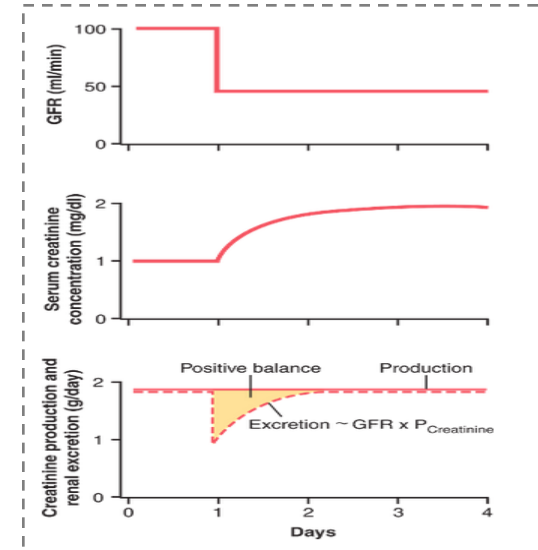 GFR (ml/min)
100
50
0
Serum creatinine
concentration (mg/dl)
2
1
0
Creatinine production and
renal excretion (g/day)
2
1
0
Positive balance
Production
Excretion ~ GFR x PCreatinine
0 1 2 3 4
Days